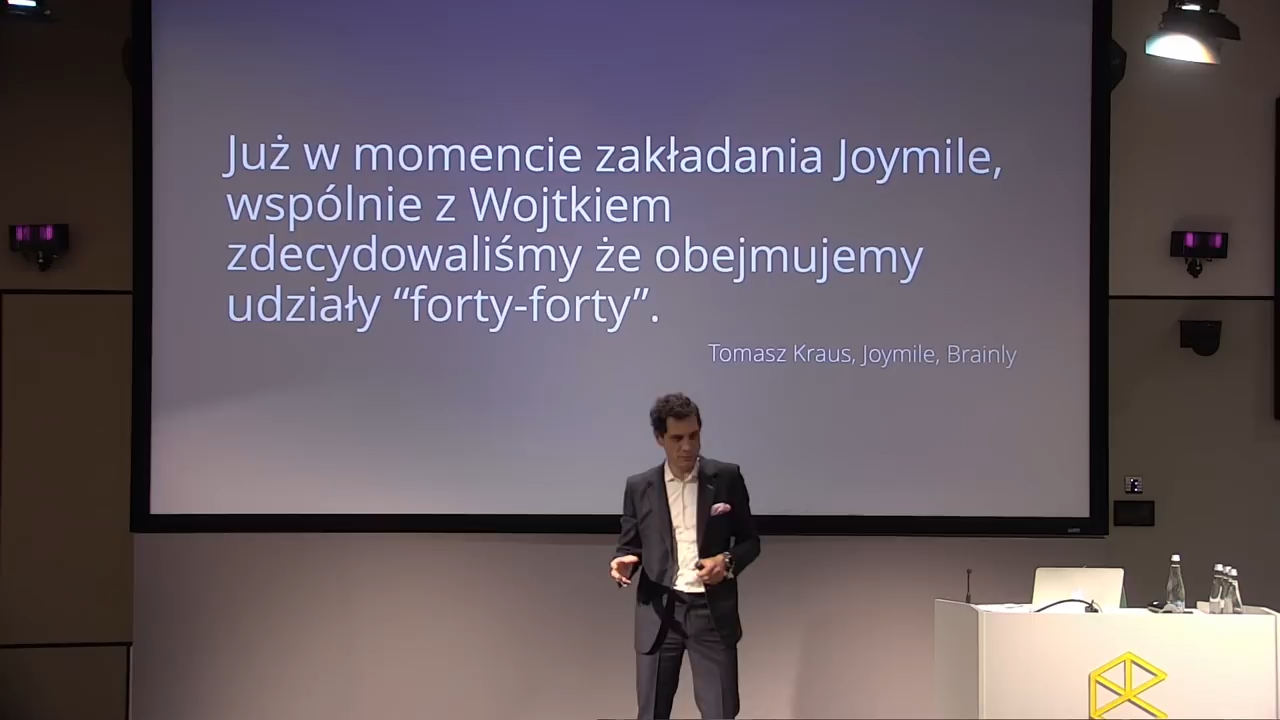 Już w momencie zakładania Joymile,
wspólnie z Wojtkiem
zdecydowaliśmy że obejmujemy
udziały “forty-forty”.
Tomasz Kraus, Joymile, Brainly